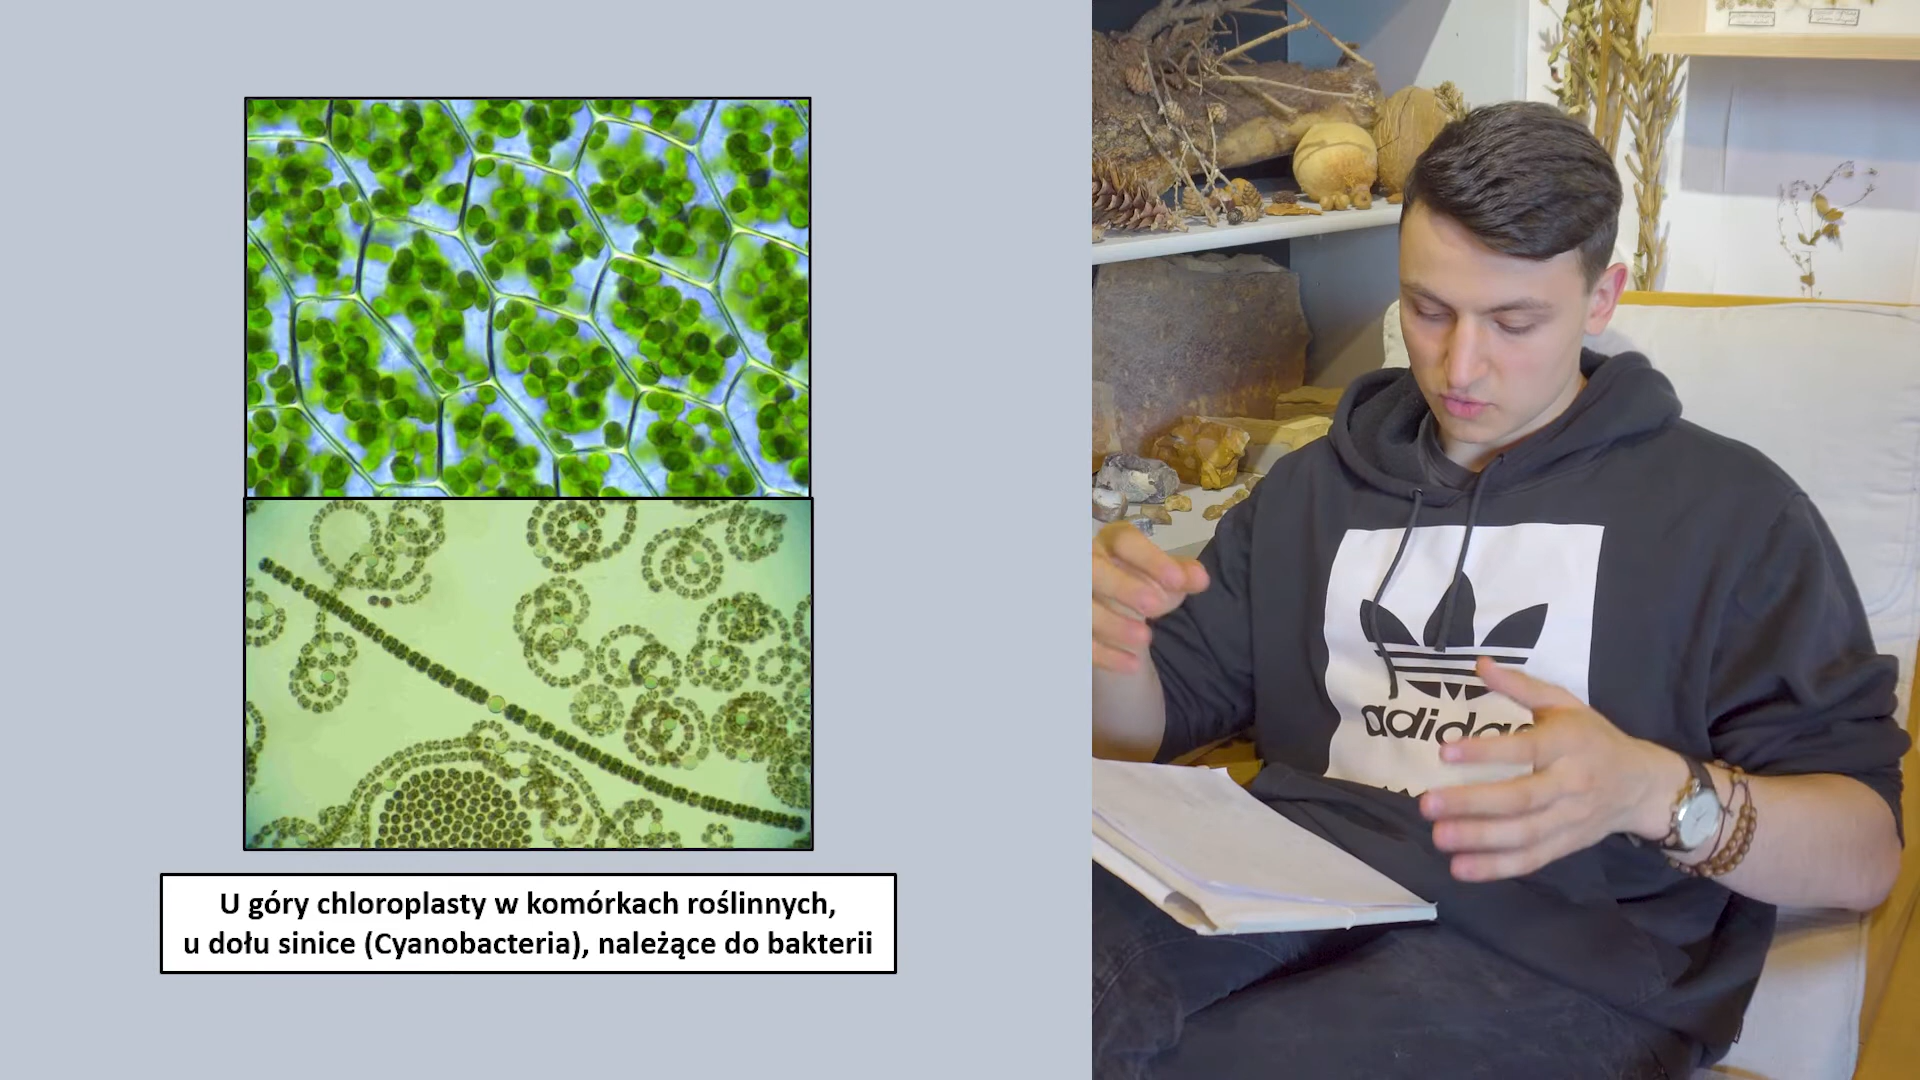 U góry chloroplasty w komórkach roślinnych,
u dołu sinice (Cyanobacteria), należące do bakterii
adidas